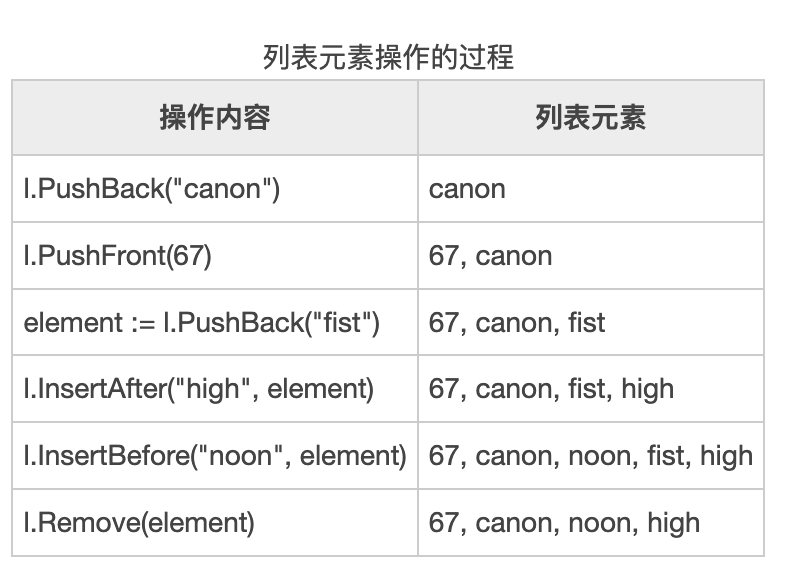 列表元素操作的过程
操作内容 列表元素
l.PushBack("canon") canon
l.PushFront(67) 67, canon
element := l.PushBack("fist") 67, canon, fist
l.InsertAfter("high", element) 67, canon, fist, high
l.InsertBefore("noon", element) 67, canon, noon, fist, high
l.Remove(element) 67, canon, noon, high